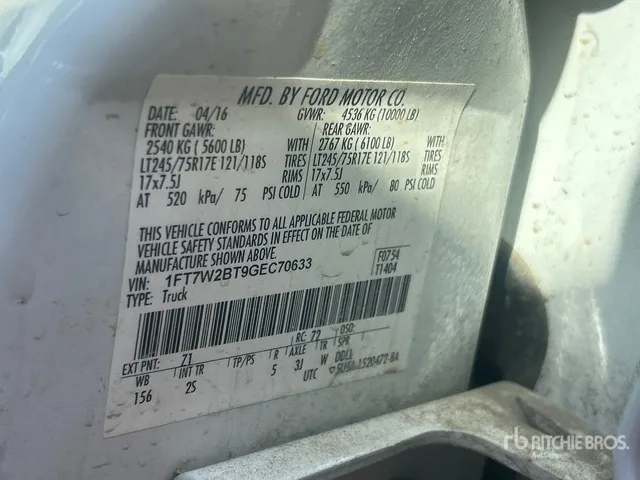 MFD. BY FORD MOTOR CO.
DATE: 04/16 GVWR: 4536 KG (10000 LB)
FRONT GAWR: REAR GAWR:
2540 KG ( 5600 LB) WITH 2767 KG ( 6100 LB) WITH
LT245/75R17E 121/118S TIRES LT245/75R17E 121/118S TIRES
17x7.5J RIMS 17x7.5J RIMS
AT 520 kPa/ 75 PSI COLD AT 550 kPa/ 80 PSI COLD
THIS VEHICLE CONFORMS TO ALL APPLICABLE FEDERAL MOTOR
VEHICLE SAFETY STANDARDS IN EFFECT ON THE DATE OF
MANUFACTURE SHOWN ABOVE.
VIN: 1FT7W2BT9GEC70633 F0754
TYPE: Truck T1404
EXT PNT: Z1 RC: 72 DSO:
WB INT TR TP/PS R AXLE TR SPR
156 2S 5 3J W DDLL
UTC
rb RITCHIE BROS.